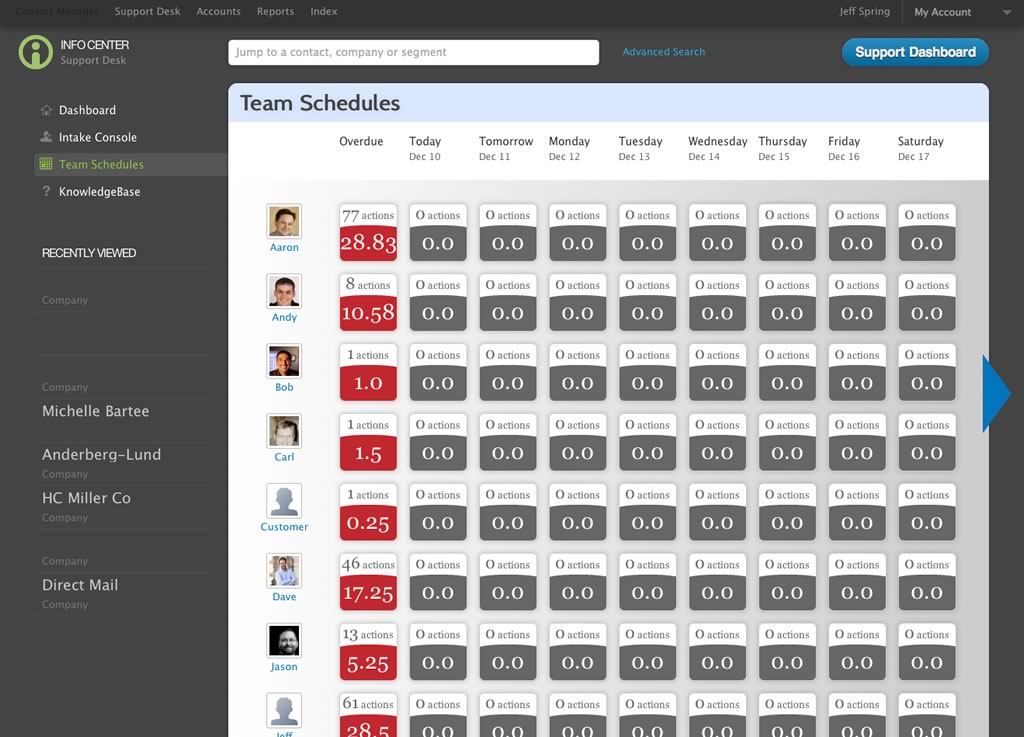 Contact Manager Support Desk Accounts Reports Index Jeff Spring My Account
INFO CENTER
Support Desk
Jump to a contact, company or segment
Advanced Search
Support Dashboard
Dashboard
Intake Console
Team Schedules
KnowledgeBase
RECENTLY VIEWED
Company
Company
Michelle Bartee
Anderberg-Lund
Company
HC Miller Co
Company
Company
Direct Mail
Company
Team Schedules
Overdue Today Tomorrow Monday Tuesday Wednesday Thursday Friday Saturday
Dec 10 Dec 11 Dec 12 Dec 13 Dec 14 Dec 15 Dec 16 Dec 17
77 actions 0 actions 0 actions 0 actions 0 actions 0 actions 0 actions 0 actions 0 actions
28.83 0.0 0.0 0.0 0.0 0.0 0.0 0.0 0.0
Aaron
8 actions 0 actions 0 actions 0 actions 0 actions 0 actions 0 actions 0 actions 0 actions
10.58 0.0 0.0 0.0 0.0 0.0 0.0 0.0 0.0
Andy
1 actions 0 actions 0 actions 0 actions 0 actions 0 actions 0 actions 0 actions 0 actions
1.0 0.0 0.0 0.0 0.0 0.0 0.0 0.0 0.0
Bob
1 actions 0 actions 0 actions 0 actions 0 actions 0 actions 0 actions 0 actions 0 actions
1.5 0.0 0.0 0.0 0.0 0.0 0.0 0.0 0.0
Carl
1 actions 0 actions 0 actions 0 actions 0 actions 0 actions 0 actions 0 actions 0 actions
0.25 0.0 0.0 0.0 0.0 0.0 0.0 0.0 0.0
Customer
46 actions 0 actions 0 actions 0 actions 0 actions 0 actions 0 actions 0 actions 0 actions
17.25 0.0 0.0 0.0 0.0 0.0 0.0 0.0 0.0
Dave
13 actions 0 actions 0 actions 0 actions 0 actions 0 actions 0 actions 0 actions 0 actions
5.25 0.0 0.0 0.0 0.0 0.0 0.0 0.0 0.0
Jason
61 actions 0 actions 0 actions 0 actions 0 actions 0 actions 0 actions 0 actions 0 actions
28.5 0.0 0.0 0.0 0.0 0.0 0.0 0.0 0.0
Jeff